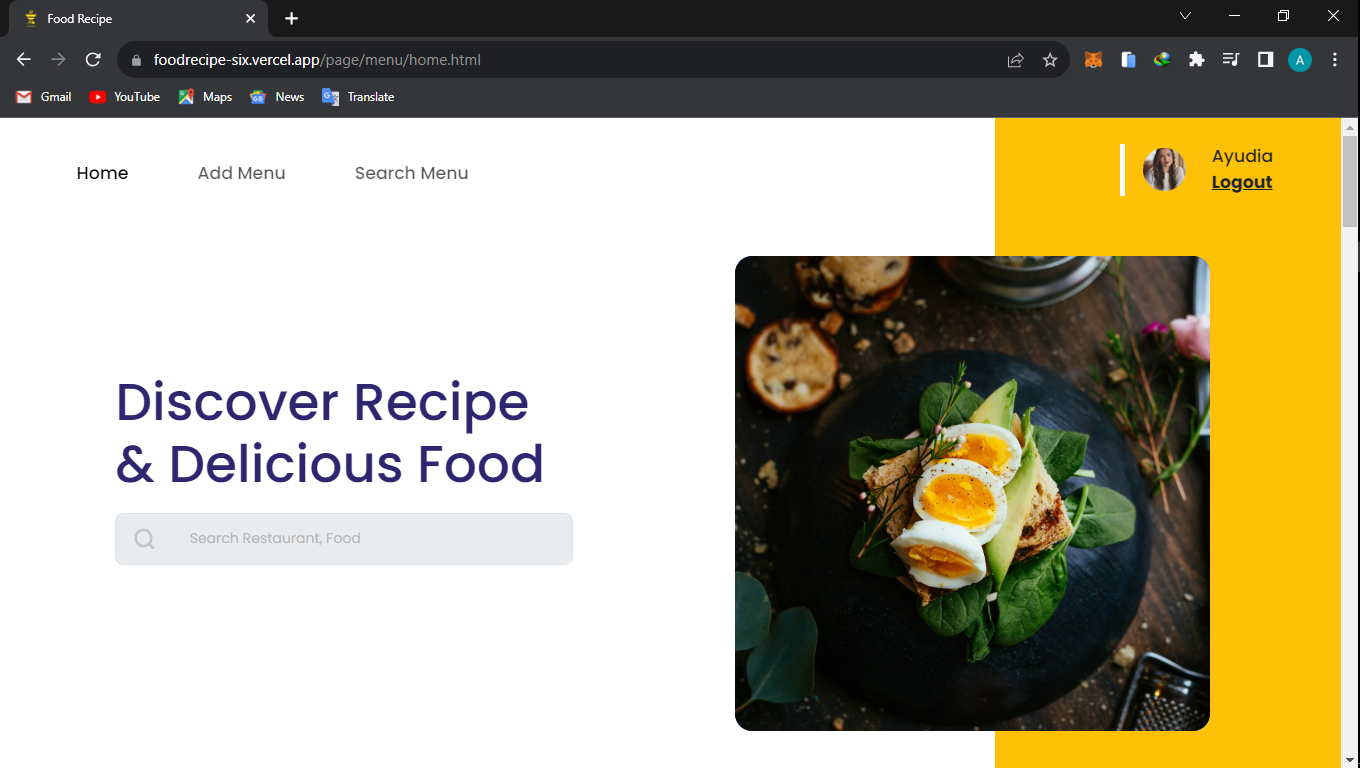 Food Recipe
foodrecipe-six.vercel.app/page/menu/home.html
A
Gmail
YouTube
Maps
News
Translate
Home
Add Menu
Search Menu
Ayudia
Logout
Discover Recipe
& Delicious Food
Search Restaurant, Food